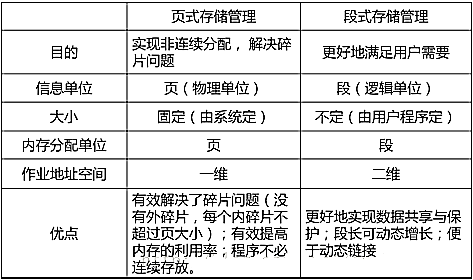 页式存储管理 段式存储管理
目的 实现非连续分配，解决碎
片问题 更好地满足用户需要
信息单位 页（物理单位） 段（逻辑单位）
大小 固定（由系统定） 不定（由用户程序定）
内存分配单位 页 段
作业地址空间 一维 二维
优点 有效解决了碎片问题（没
有外碎片，每个内碎片不
超过页大小）；有效提高
内存的利用率；程序不必
连续存放。
更好地实现数据共享与保
护；段长可动态增长；便
于动态链接